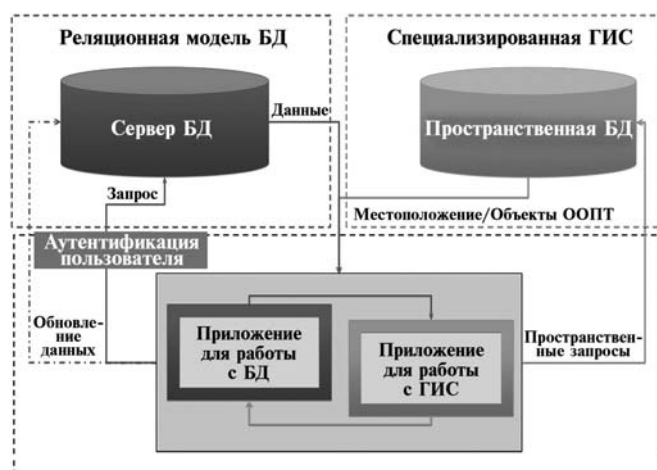 Реляционная модель БД
Специализированная ГИС
Сервер БД
Данные
Пространственная БД
Запрос
Местоположение/Объекты ООПТ
Аутентификация
пользователя
Обновле-
ние
данных
Приложение
для работы
с БД
Приложение
для работы
с ГИС
Пространствен-
ные запросы